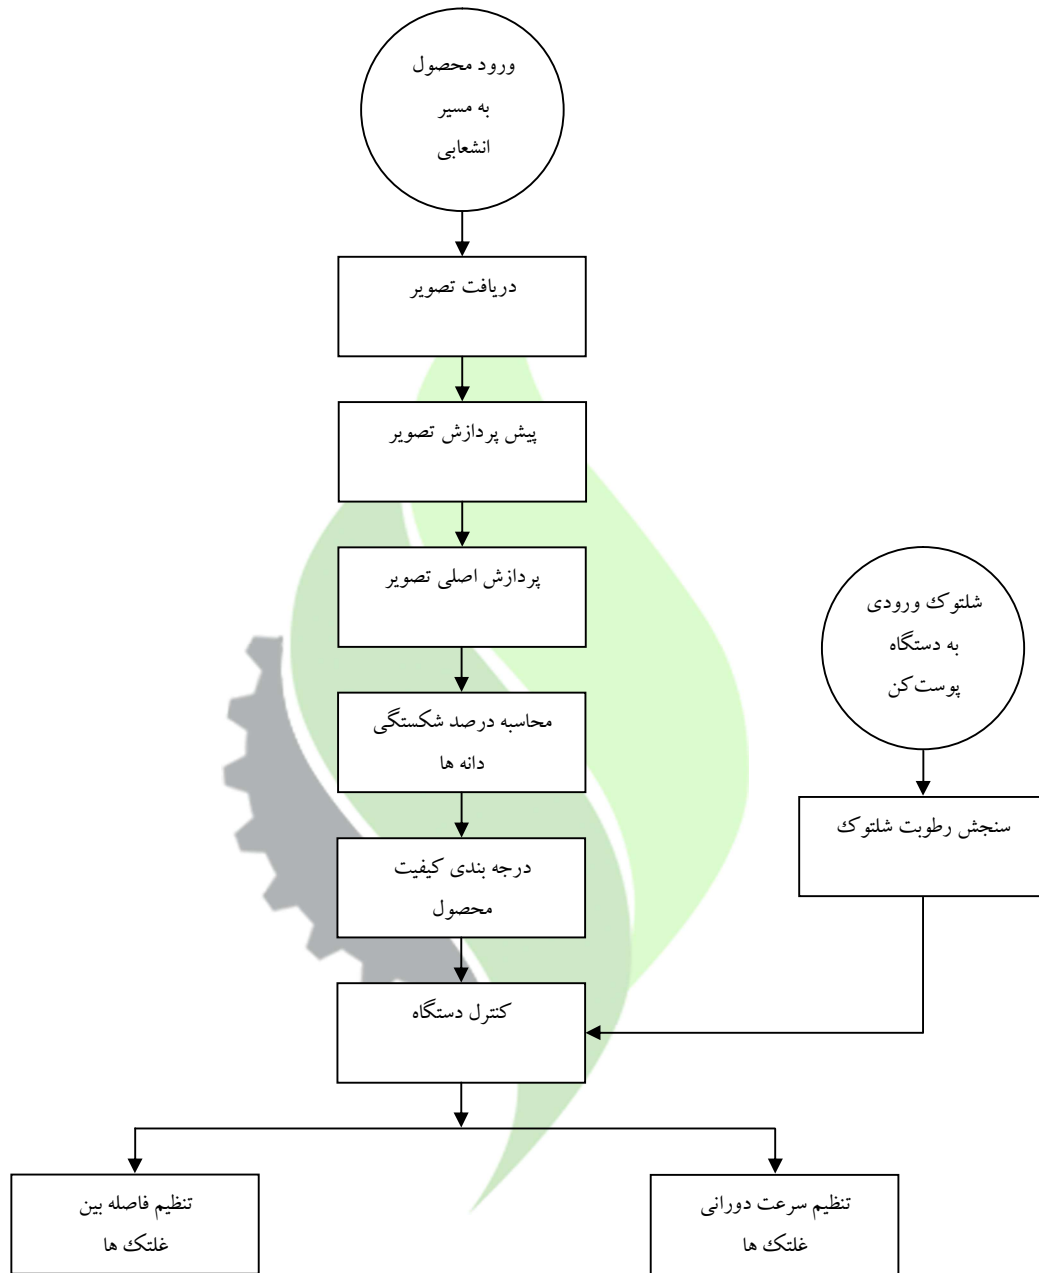 ورود محصول
به مسیر
انشعابی
دریافت تصویر
پیش پردازش تصویر
پردازش اصلی تصویر
شلتوک ورودی
به دستگاه
پوست‌کن
محاسبه درصد شکستگی
دانه ها
سنجش رطوبت شلتوک
درجه بندی کیفیت
محصول
کنترل دستگاه
تنظیم سرعت دورانی
غلتک ها
تنظیم فاصله بین
غلتک ها